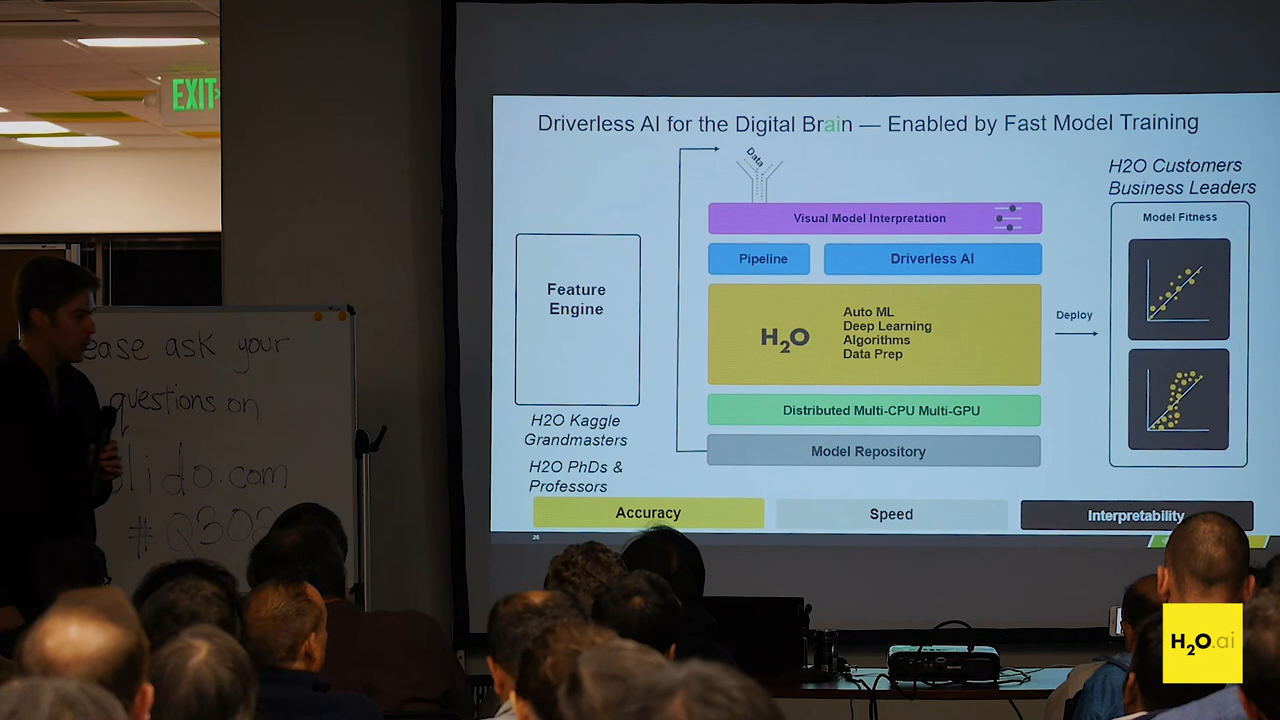 EXIT
ease ask your
questions on
lido.com
#Q302
Driverless AI for the Digital Brain — Enabled by Fast Model Training
Data
H2O Customers
Business Leaders
Visual Model Interpretation
Model Fitness
Pipeline
Driverless AI
Feature
Engine
H2O
Auto ML
Deep Learning
Algorithms
Data Prep
Deploy
Distributed Multi-CPU Multi-GPU
H2O Kaggle
Grandmasters
Model Repository
H2O PhDs &
Professors
Accuracy
Speed
Interpretability
26
H2O.ai